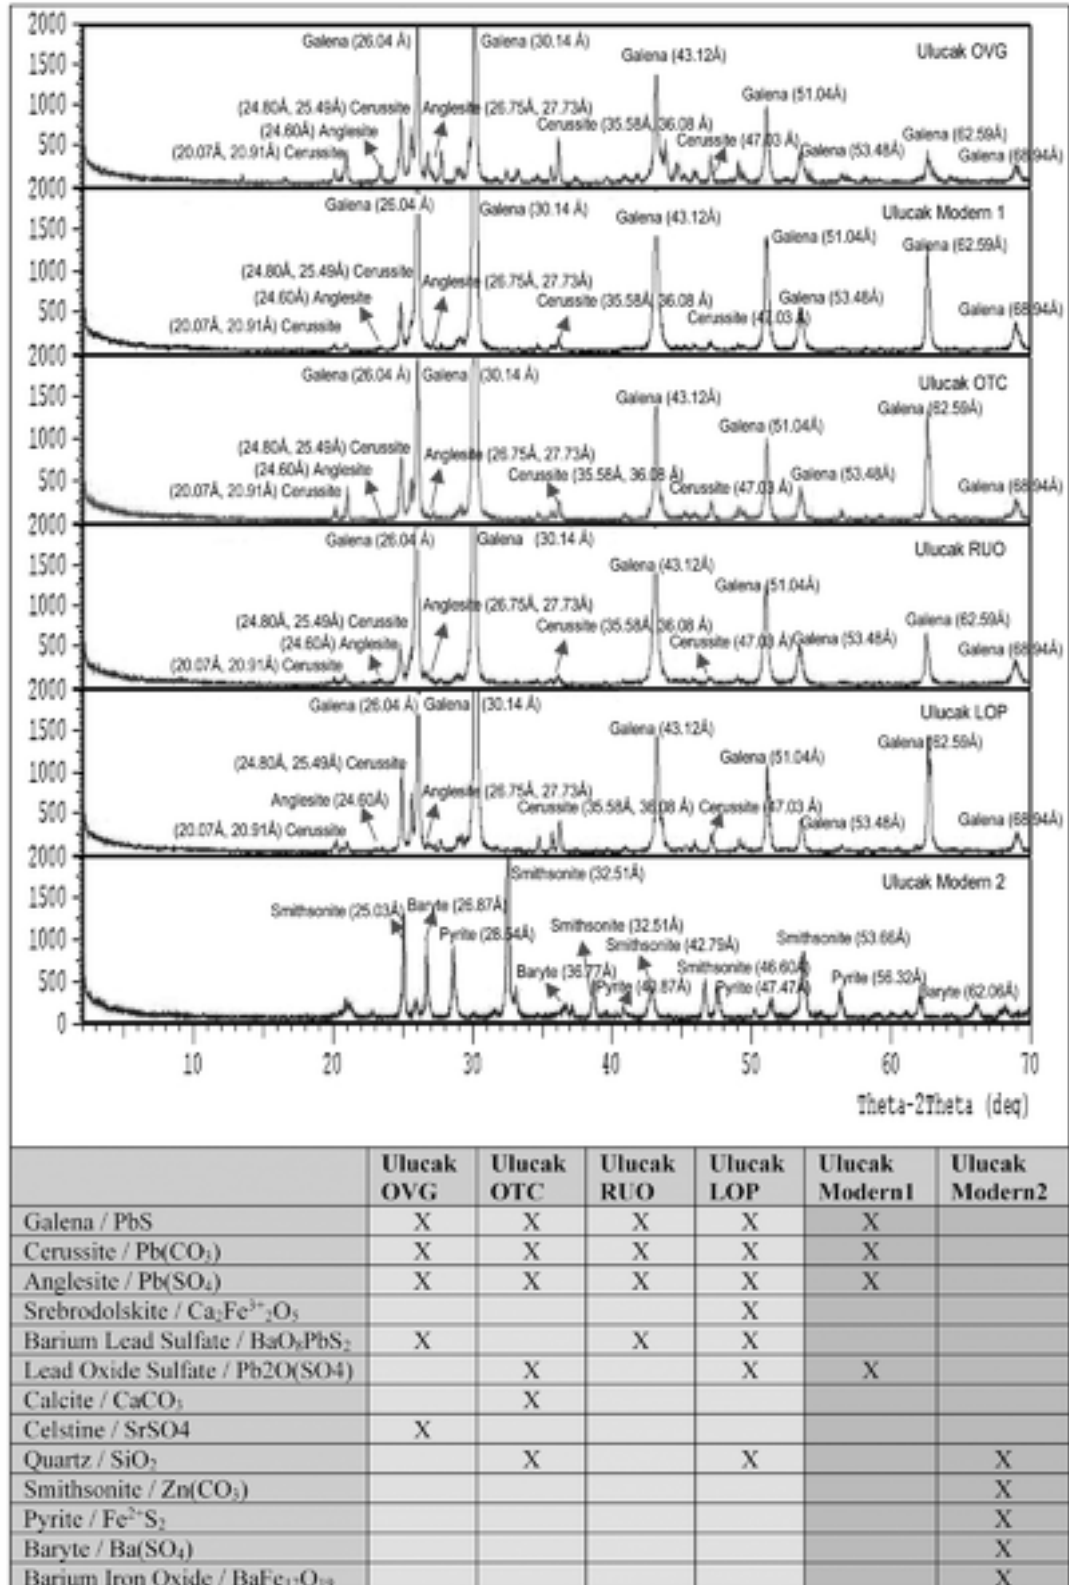 2000
1500
1000
500
Galena (26.04 Å)
Galena (30.14 Å)
Galena (43.12Å)
Ulucak OVG
(24.80Å, 25.49Å) Cerussite
Anglesite (26.75Å, 27.73Å)
Galena (51.04Å)
(24.60Å) Anglesite
Cerussite (35.58Å, 36.08 Å)
Cerussite (47.03 Å)
(20.07Å, 20.91Å) Cerussite
Galena (53.48Å)
Galena (62.59Å)
Galena (68.94Å)
2000
1500
1000
500
Galena (26.04 Å)
Galena (30.14 Å)
Galena (43.12Å)
Ulucak Modern 1
Galena (51.04Å)
Galena (62.59Å)
(24.80Å, 25.49Å) Cerussite
Anglesite (26.75Å, 27.73Å)
(24.60Å) Anglesite
Cerussite (35.58Å, 36.08 Å)
Galena (53.48Å)
Galena (68.94Å)
(20.07Å, 20.91Å) Cerussite
Cerussite (47.03 Å)
2000
1500
1000
500
Galena (26.04 Å)
Galena (30.14 Å)
Ulucak OTC
Galena (43.12Å)
Galena (62.59Å)
Galena (51.04Å)
(24.80Å, 25.49Å) Cerussite
Anglesite (26.75Å, 27.73Å)
(24.60Å) Anglesite
Cerussite (35.58Å, 36.08 Å)
Galena (53.48Å)
(20.07Å, 20.91Å) Cerussite
Cerussite (47.03 Å)
Galena (68.94Å)
2000
1500
1000
500
Galena (26.04 Å)
Galena (30.14 Å)
Ulucak RUO
Galena (43.12Å)
Galena (51.04Å)
Anglesite (26.75Å, 27.73Å)
(24.80Å, 25.49Å) Cerussite
Cerussite (35.58Å, 36.08 Å)
Galena (62.59Å)
(24.60Å) Anglesite
Cerussite (47.03 Å)
Galena (53.48Å)
Galena (68.94Å)
(20.07Å, 20.91Å) Cerussite
2000
1500
1000
500
Galena (26.04 Å)
Galena (30.14 Å)
Ulucak LOP
Galena (43.12Å)
Galena (62.59Å)
Galena (51.04Å)
(24.80Å, 25.49Å) Cerussite
Anglesite (26.75Å, 27.73Å)
Anglesite (24.60Å)
Cerussite (35.58Å, 36.08 Å)
Cerussite (47.03 Å)
Galena (53.48Å)
Galena (68.94Å)
(20.07Å, 20.91Å) Cerussite
2000
1500
1000
500
0
Smithsonite (32.51Å)
Ulucak Modern 2
Smithsonite (25.03Å)
Baryte (26.87Å)
Pyrite (28.54Å)
Smithsonite (32.51Å)
Smithsonite (42.79Å)
Smithsonite (53.66Å)
Baryte (36.77Å)
Smithsonite (46.60Å)
Pyrite (47.47Å)
Pyrite (56.32Å)
Baryte (62.06Å)
10 20 30 40 50 60 70
Theta-2Theta (deg)
Ulucak OVG Ulucak OTC Ulucak RUO Ulucak LOP Ulucak Modern1 Ulucak Modern2
Galena / PbS X X X X X
Cerussite / Pb(CO₃) X X X X X
Anglesite / Pb(SO₄) X X X X X
Srebrodolskite / Ca₂Fe³⁺₂O₅ X
Barium Lead Sulfate / BaO₈PbS₂ X X X
Lead Oxide Sulfate / Pb2O(SO4) X X X
Calcite / CaCO₃ X
Celstine / SrSO4 X
Quartz / SiO₂ X X X
Smithsonite / Zn(CO₃) X
Pyrite / Fe²⁺S₂ X
Baryte / Ba(SO₄) X
Barium Iron Oxide / BaFe₁₂O₁₉ X